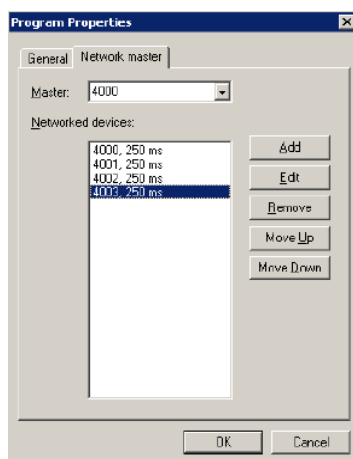 Program Properties
General
Network master
Master:
4000
Networked devices:
4000, 250 ms
4001, 250 ms
4002, 250 ms
4003, 250 ms
Add
Edit
Remove
Move Up
Move Down
OK
Cancel